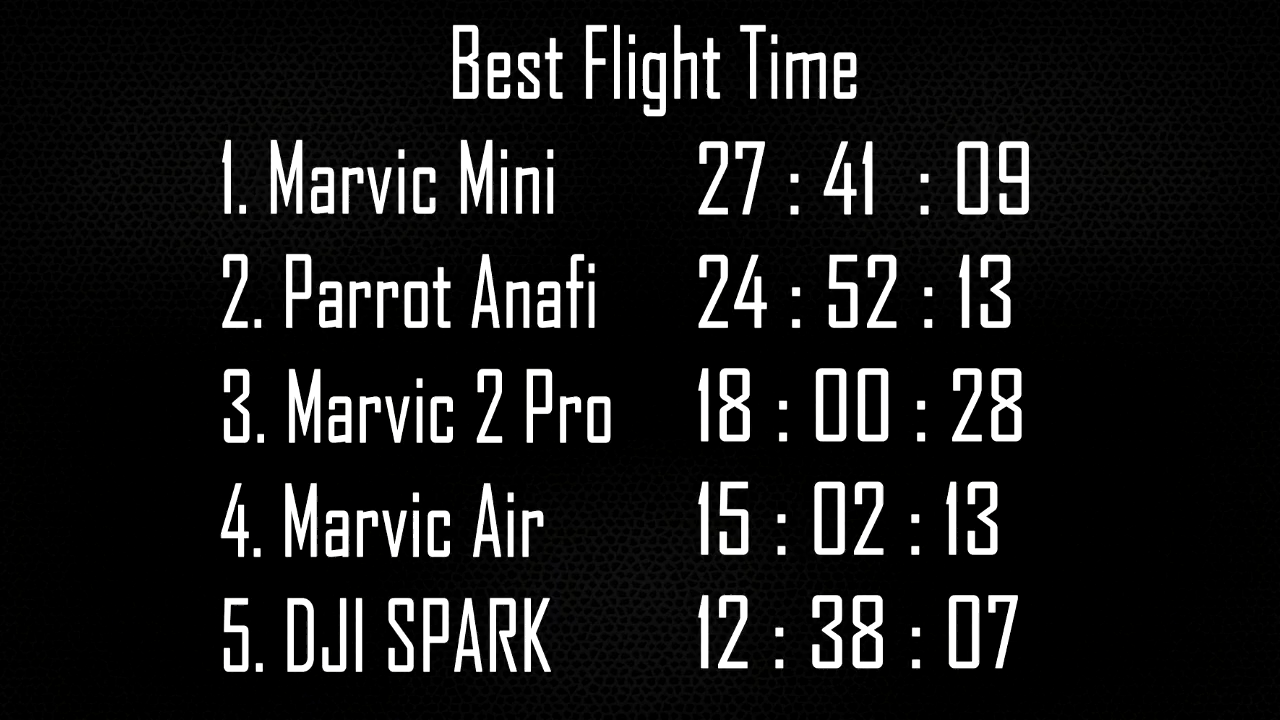 Best Flight Time
1. Marvic Mini 27 : 41 : 09
2. Parrot Anafi 24 : 52 : 13
3. Marvic 2 Pro 18 : 00 : 28
4. Marvic Air 15 : 02 : 13
5. DJI SPARK 12 : 38 : 07